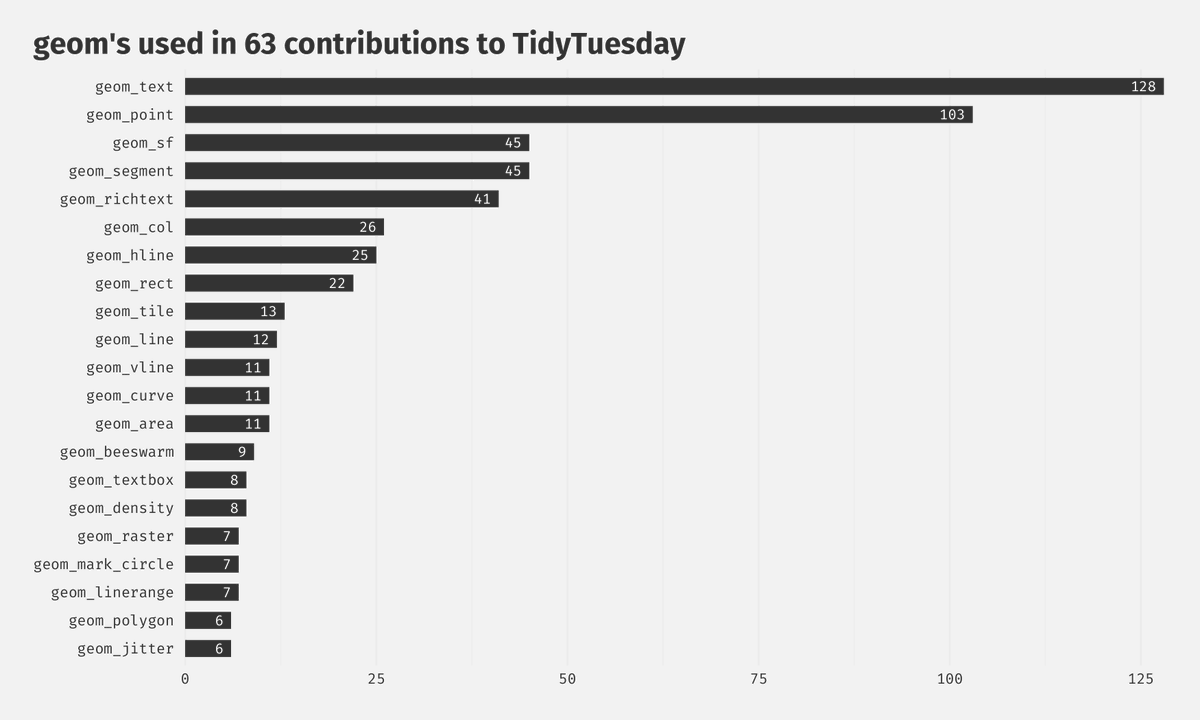 geom's used in 63 contributions to TidyTuesday
geom_text 128
geom_point 103
geom_sf 45
geom_segment 45
geom_richtext 41
geom_col 26
geom_hline 25
geom_rect 22
geom_tile 13
geom_line 12
geom_vline 11
geom_curve 11
geom_area 11
geom_beeswarm 9
geom_textbox 8
geom_density 8
geom_raster 7
geom_mark_circle 7
geom_linerange 7
geom_polygon 6
geom_jitter 6
0 25 50 75 100 125